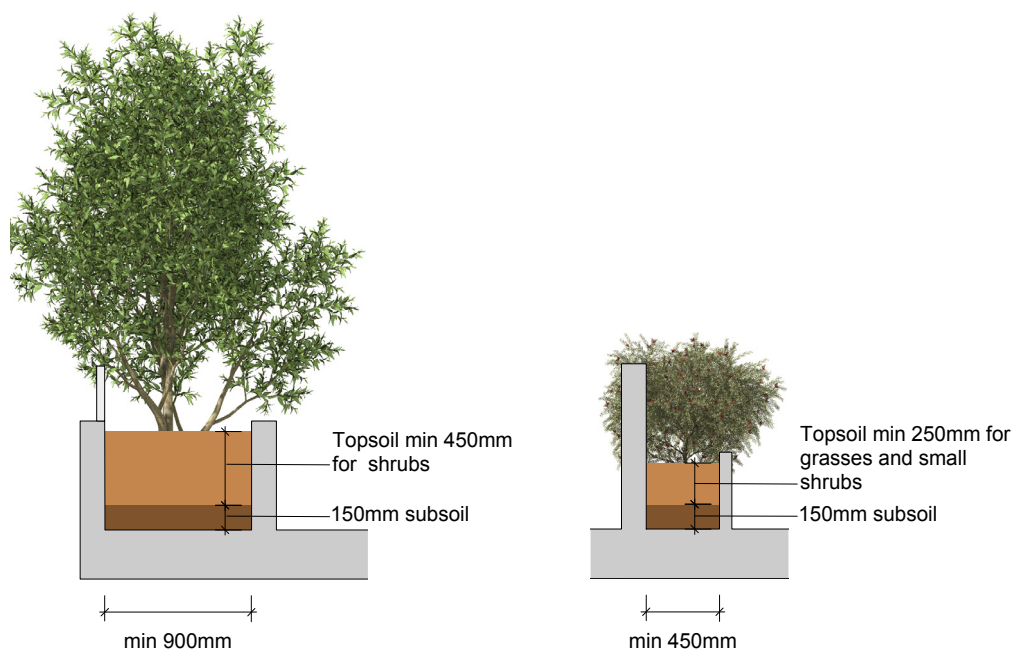 Topsoil min 450mm
for shrubs
150mm subsoil
min 900mm
Topsoil min 250mm for
grasses and small
shrubs
150mm subsoil
min 450mm